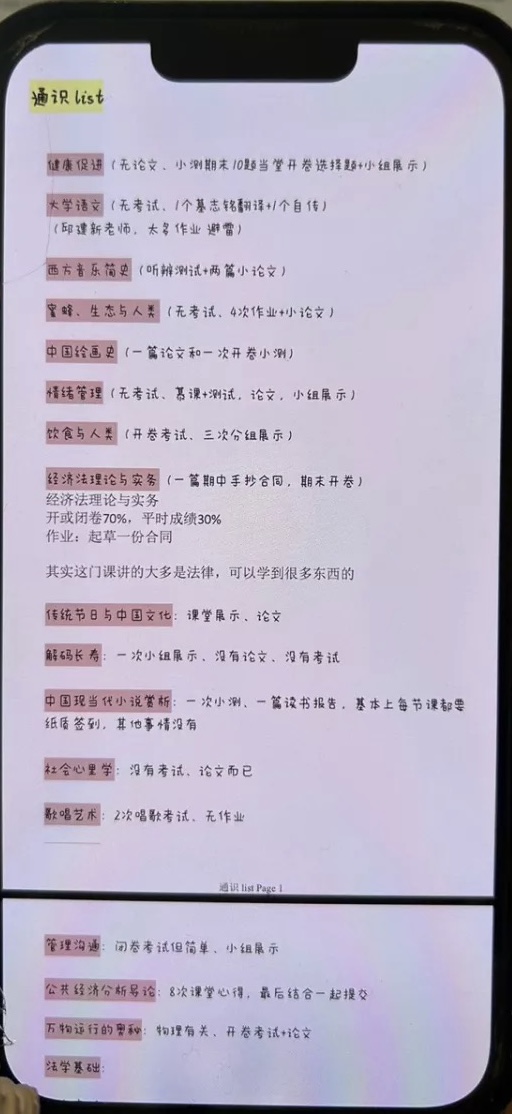 通识 list
健康促进（无论文、小测期末10题当堂开卷选择题+小组展示）
大学语文（无考试、1个墓志铭翻译+1个自传）
（邱建新老师，太多作业 避雷）
西方音乐简史（听辨测试+两篇小论文）
蜜蜂、生态与人类（无考试、4次作业+小论文）
中国绘画史（一篇论文和一次开卷小测）
情绪管理（无考试、慕课+测试，论文，小组展示）
饮食与人类（开卷考试、三次分组展示）
经济法理论与实务（一篇期中手抄合同，期末开卷）
经济法理论与实务
开或闭卷70%，平时成绩30%
作业：起草一份合同
其实这门课讲的大多是法律，可以学到很多东西的
传统节日与中国文化：课堂展示、论文
解码长寿：一次小组展示、没有论文、没有考试
中国现当代小说赏析：一次小测、一篇读书报告，基本上每节课都要
纸质签到，其他事情没有
社会心里学：没有考试、论文而已
歌唱艺术：2次唱歌考试、无作业
通识 list Page 1
管理沟通：闭卷考试但简单、小组展示
公共经济分析导论：8次课堂心得，最后结合一起提交
万物运行的奥秘：物理有关、开卷考试+论文
法学基础：